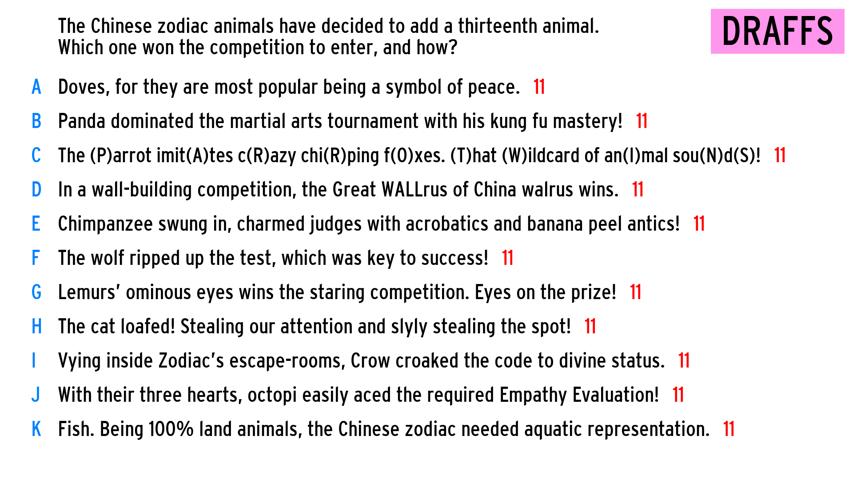 The Chinese zodiac animals have decided to add a thirteenth animal.
Which one won the competition to enter, and how?
DRAFFS
A Doves, for they are most popular being a symbol of peace. 11
B Panda dominated the martial arts tournament with his kung fu mastery! 11
C The (P)arrot imit(A)tes c(R)azy chi(R)ping f(O)xes. (T)hat (W)ildcard of an(I)mal sou(N)d(S)! 11
D In a wall-building competition, the Great WALLrus of China walrus wins. 11
E Chimpanzee swung in, charmed judges with acrobatics and banana peel antics! 11
F The wolf ripped up the test, which was key to success! 11
G Lemurs’ ominous eyes wins the staring competition. Eyes on the prize! 11
H The cat loafed! Stealing our attention and slyly stealing the spot! 11
I Vying inside Zodiac’s escape-rooms, Crow croaked the code to divine status. 11
J With their three hearts, octopi easily aced the required Empathy Evaluation! 11
K Fish. Being 100% land animals, the Chinese zodiac needed aquatic representation. 11